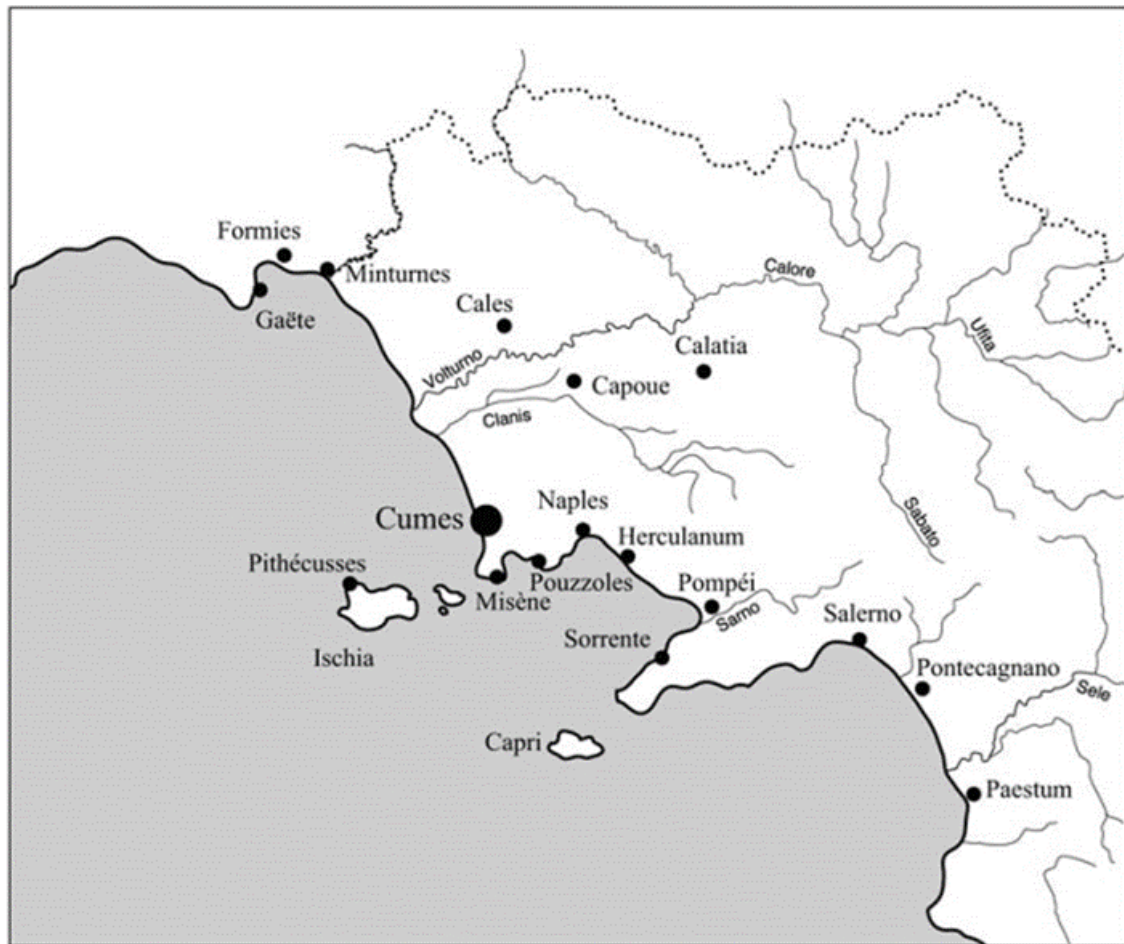 Formies
Minturnes
Gaëte
Calore
Cales
Ufita
Calatia
Volturno
Capoue
Clanis
Naples
Cumes
Sabato
Herculanum
Pithécusses
Pouzzoles
Misène
Pompéi
Sarno
Salerno
Sorrente
Ischia
Pontecagnano
Sele
Capri
Paestum